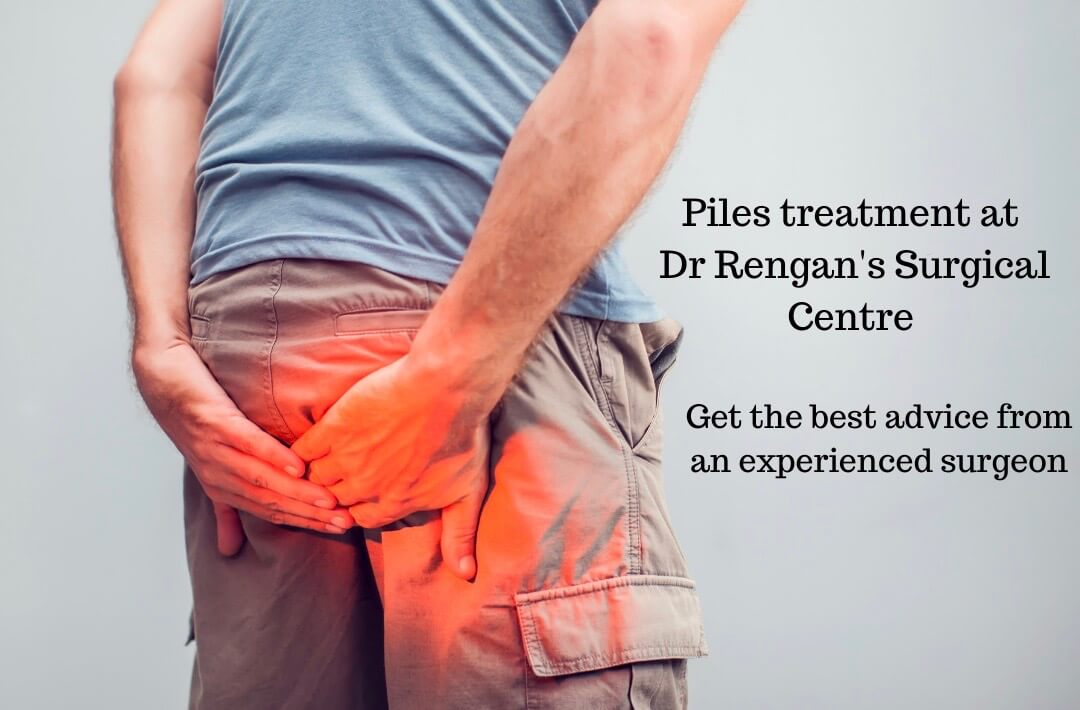 Piles treatment at
Dr Rengan's Surgical
Centre
Get the best advice from
an experienced surgeon